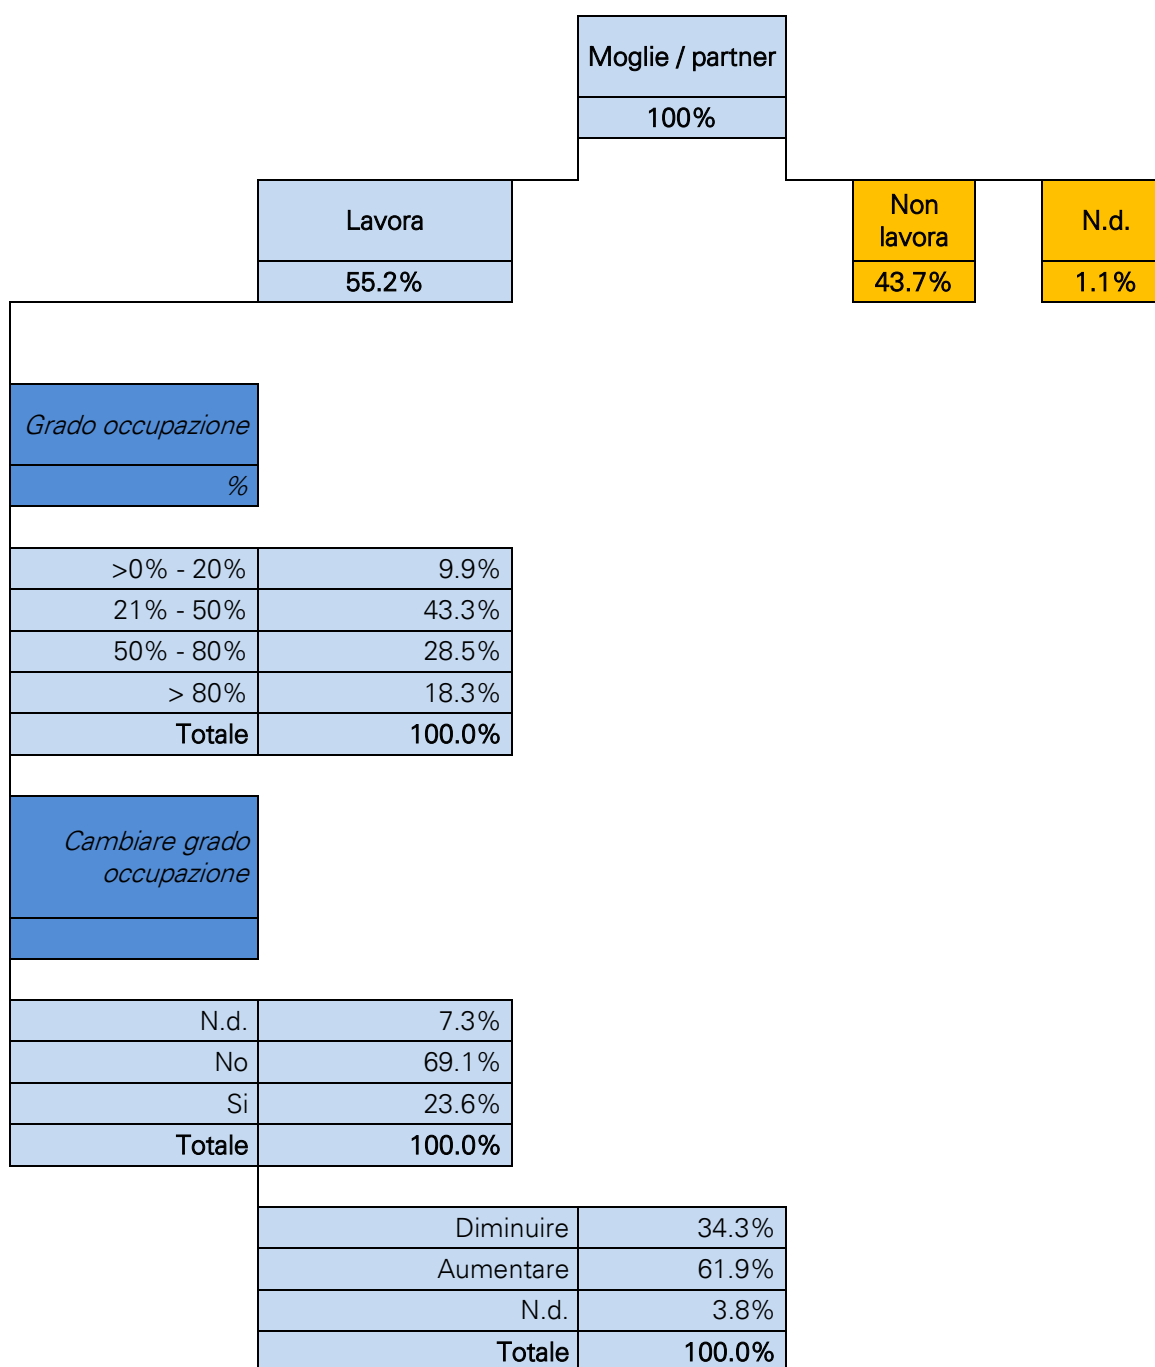 Moglie / partner
100%
Lavora
Non
lavora
N.d.
55.2%
43.7%
1.1%
Grado occupazione
%
>0% - 20% 9.9%
21% - 50% 43.3%
50% - 80% 28.5%
> 80% 18.3%
Totale 100.0%
Cambiare grado
occupazione
N.d. 7.3%
No 69.1%
Si 23.6%
Totale 100.0%
Diminuire 34.3%
Aumentare 61.9%
N.d. 3.8%
Totale 100.0%